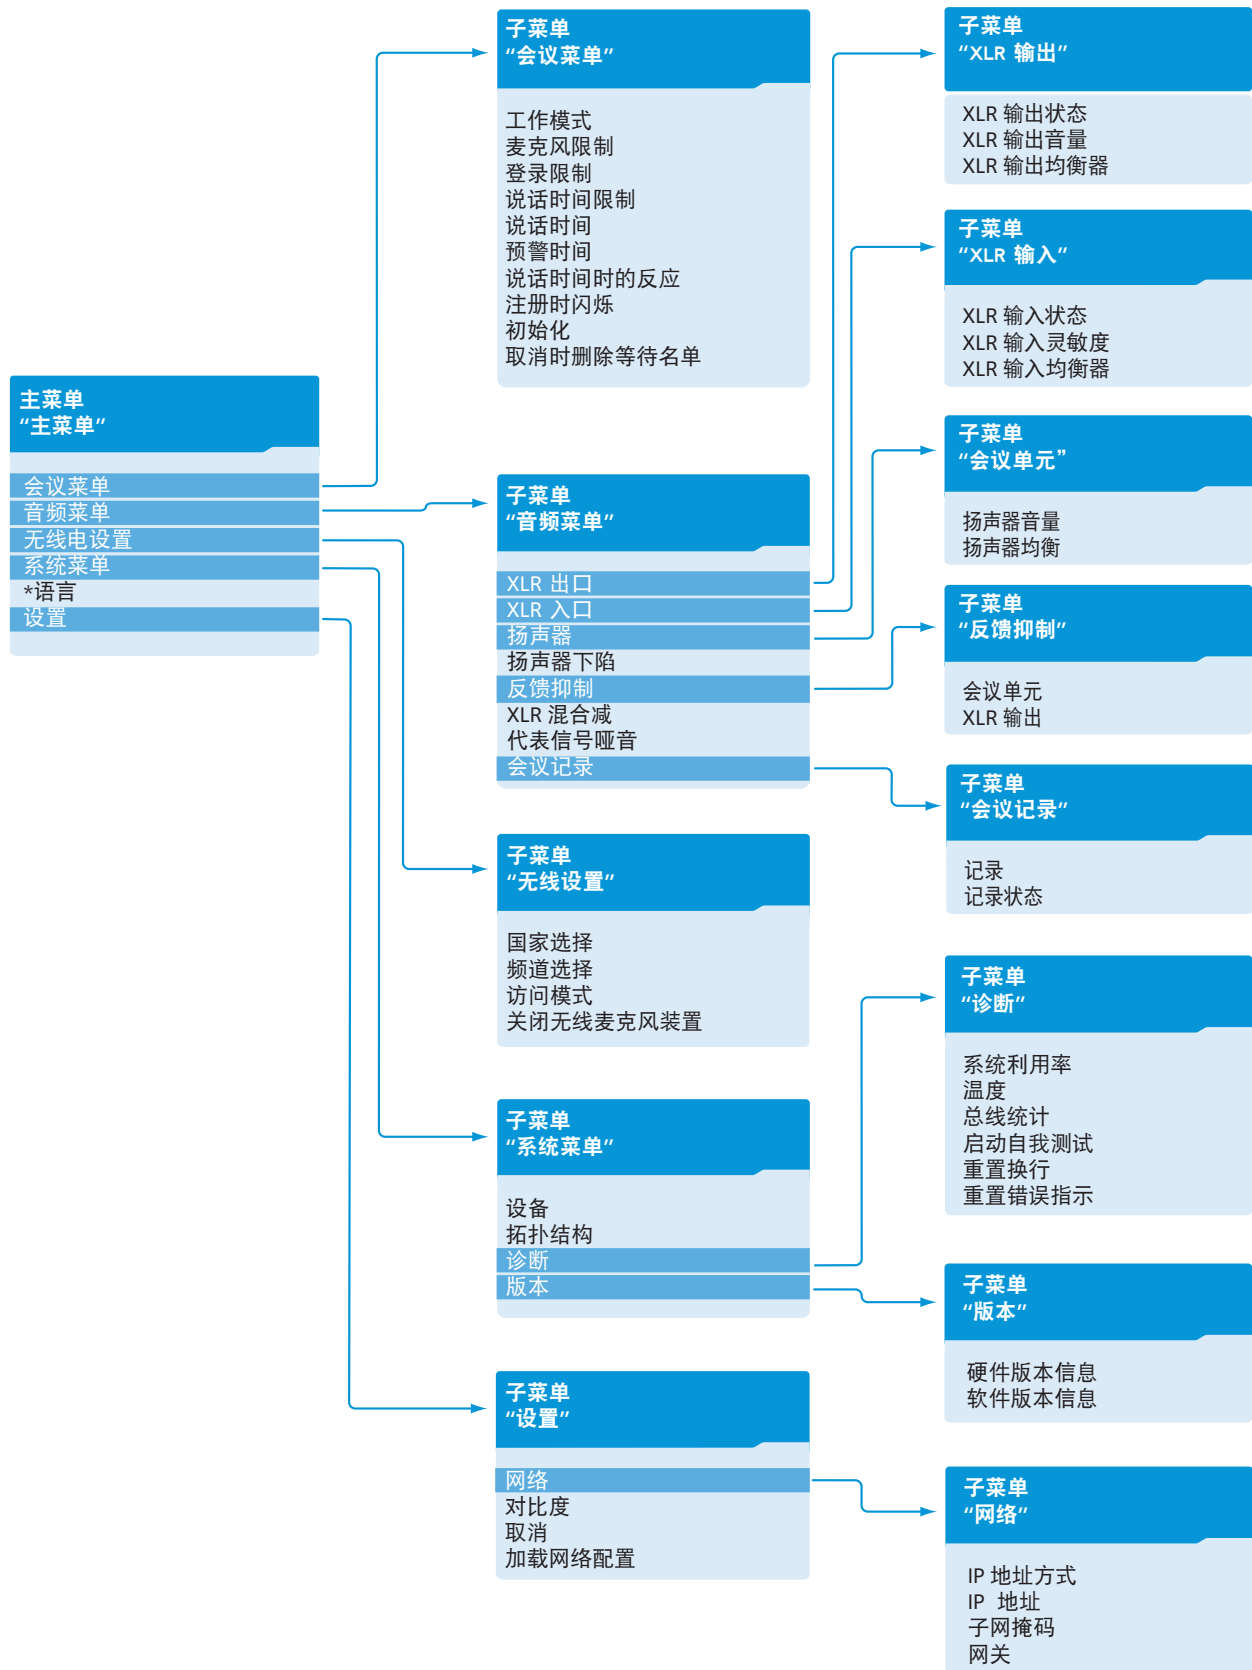 主菜单
“主菜单”
会议菜单
音频菜单
无线电设置
系统菜单
*语言
设置
子菜单
“会议菜单”
工作模式
麦克风限制
登录限制
说话时间限制
说话时间
预警时间
说话时间时的反应
注册时闪烁
初始化
取消时删除等待名单
子菜单
“音频菜单”
XLR 出口
XLR 入口
扬声器
扬声器下陷
反馈抑制
XLR 混合减
代表信号哑音
会议记录
子菜单
“无线设置”
国家选择
频道选择
访问模式
关闭无线麦克风装置
子菜单
“系统菜单”
设备
拓扑结构
诊断
版本
子菜单
“设置”
网络
对比度
取消
加载网络配置
子菜单
“XLR 输出”
XLR 输出状态
XLR 输出音量
XLR 输出均衡器
子菜单
“XLR 输入”
XLR 输入状态
XLR 输入灵敏度
XLR 输入均衡器
子菜单
“会议单元”
扬声器音量
扬声器均衡
子菜单
“反馈抑制”
会议单元
XLR 输出
子菜单
“会议记录”
记录
记录状态
子菜单
“诊断”
系统利用率
温度
总线统计
启动自我测试
重置换行
重置错误指示
子菜单
“版本”
硬件版本信息
软件版本信息
子菜单
“网络”
IP 地址方式
IP 地址
子网掩码
网关